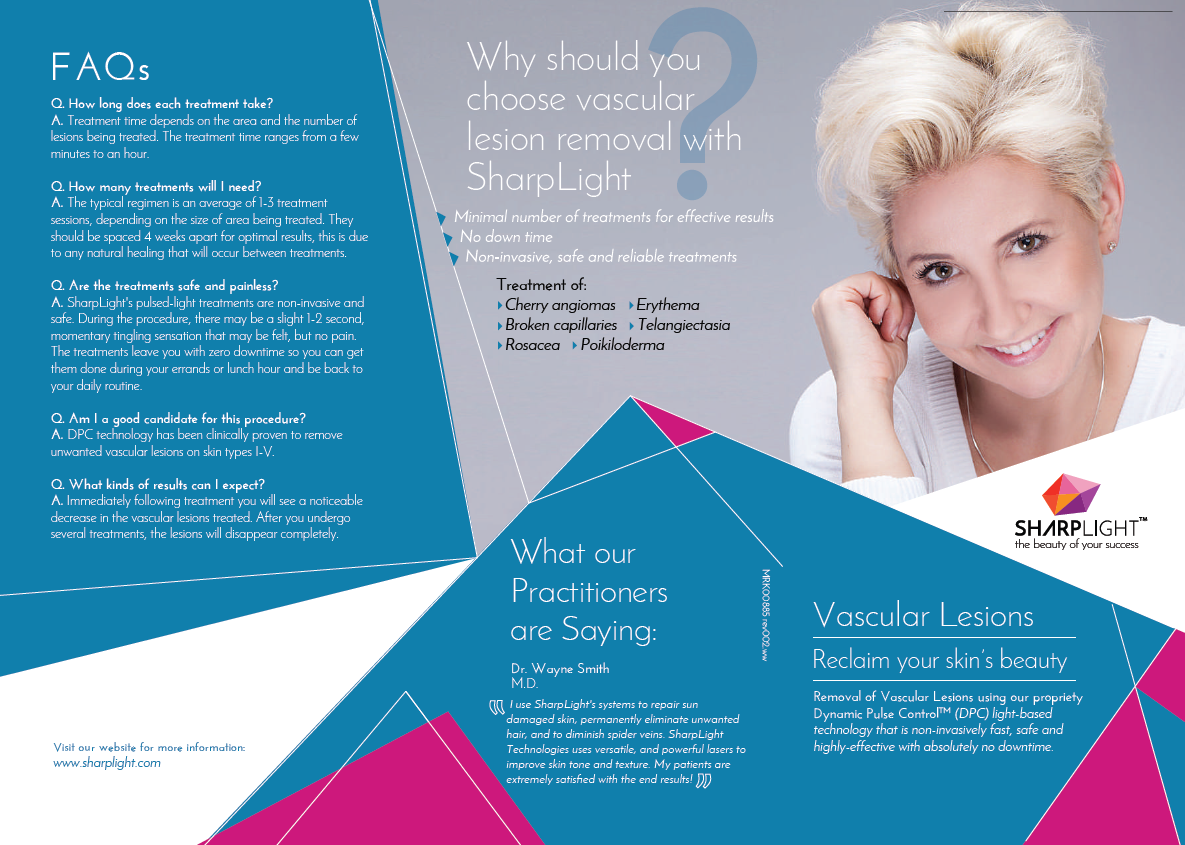 FAQs
Q. How long does each treatment take?
A. Treatment time depends on the area and the number of
lesions being treated. The treatment time ranges from a few
minutes to an hour.
Q. How many treatments will I need?
A. The typical regimen is an average of 1-3 treatment
sessions, depending on the size of area being treated. They
should be spaced 4 weeks apart for optimal results, this is due
to any natural healing that will occur between treatments.
Q. Are the treatments safe and painless?
A. SharpLight's pulsed-light treatments are non-invasive and
safe. During the procedure, there may be a slight 1-2 second,
momentary tingling sensation that may be felt, but no pain.
The treatments leave you with zero downtime so you can get
them done during your errands or lunch hour and be back to
your daily routine.
Q. Am I a good candidate for this procedure?
A. DPC technology has been clinically proven to remove
unwanted vascular lesions on skin types I-V.
Q. What kinds of results can I expect?
A. Immediately following treatment you will see a noticeable
decrease in the vascular lesions treated. After you undergo
several treatments, the lesions will disappear completely.
Visit our website for more information:
www.sharplight.com
Why should you
choose vascular
lesion removal with
SharpLight
?
Minimal number of treatments for effective results
No down time
Non-invasive, safe and reliable treatments
Treatment of:
Cherry angiomas Erythema
Broken capillaries Telangiectasia
Rosacea Poikiloderma
What our
Practitioners
are Saying:
Dr. Wayne Smith
M.D.
I use SharpLight's systems to repair sun
damaged skin, permanently eliminate unwanted
hair, and to diminish spider veins. SharpLight
Technologies uses versatile, and powerful lasers to
improve skin tone and texture. My patients are
extremely satisfied with the end results!
MRK00885 rev002.ww
SHARPLIGHT™
the beauty of your success
Vascular Lesions
Reclaim your skin's beauty
Removal of Vascular Lesions using our propriety
Dynamic Pulse Control™ (DPC) light-based
technology that is non-invasively fast, safe and
highly-effective with absolutely no downtime.